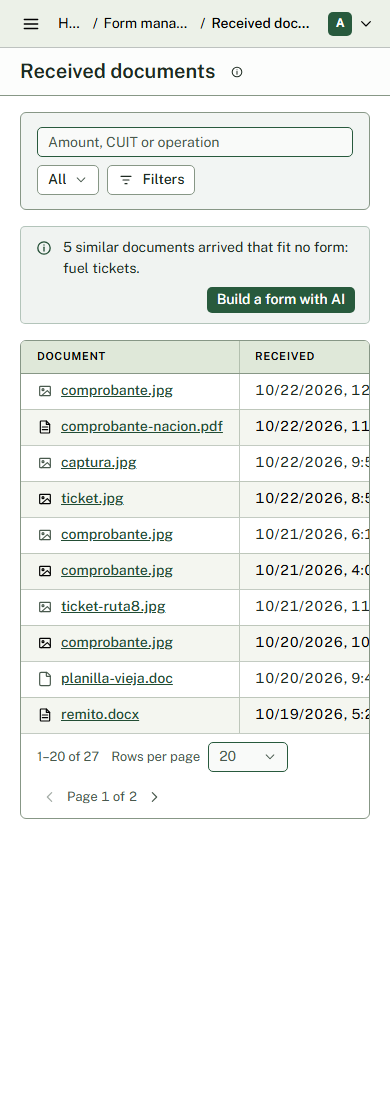 H... / Form mana... / Received doc... A
Received documents
Amount, CUIT or operation
All Filters
5 similar documents arrived that fit no form:
fuel tickets.
Build a form with AI
DOCUMENT RECEIVED
comprobante.jpg 10/22/2026, 12
comprobante-nacion.pdf 10/22/2026, 11
captura.jpg 10/22/2026, 9:5
ticket.jpg 10/22/2026, 8:5
comprobante.jpg 10/21/2026, 6:1
comprobante.jpg 10/21/2026, 4:0
ticket-ruta8.jpg 10/21/2026, 11
comprobante.jpg 10/20/2026, 10
planilla-vieja.doc 10/20/2026, 9:4
remito.docx 10/19/2026, 5:2
1–20 of 27 Rows per page 20
Page 1 of 2